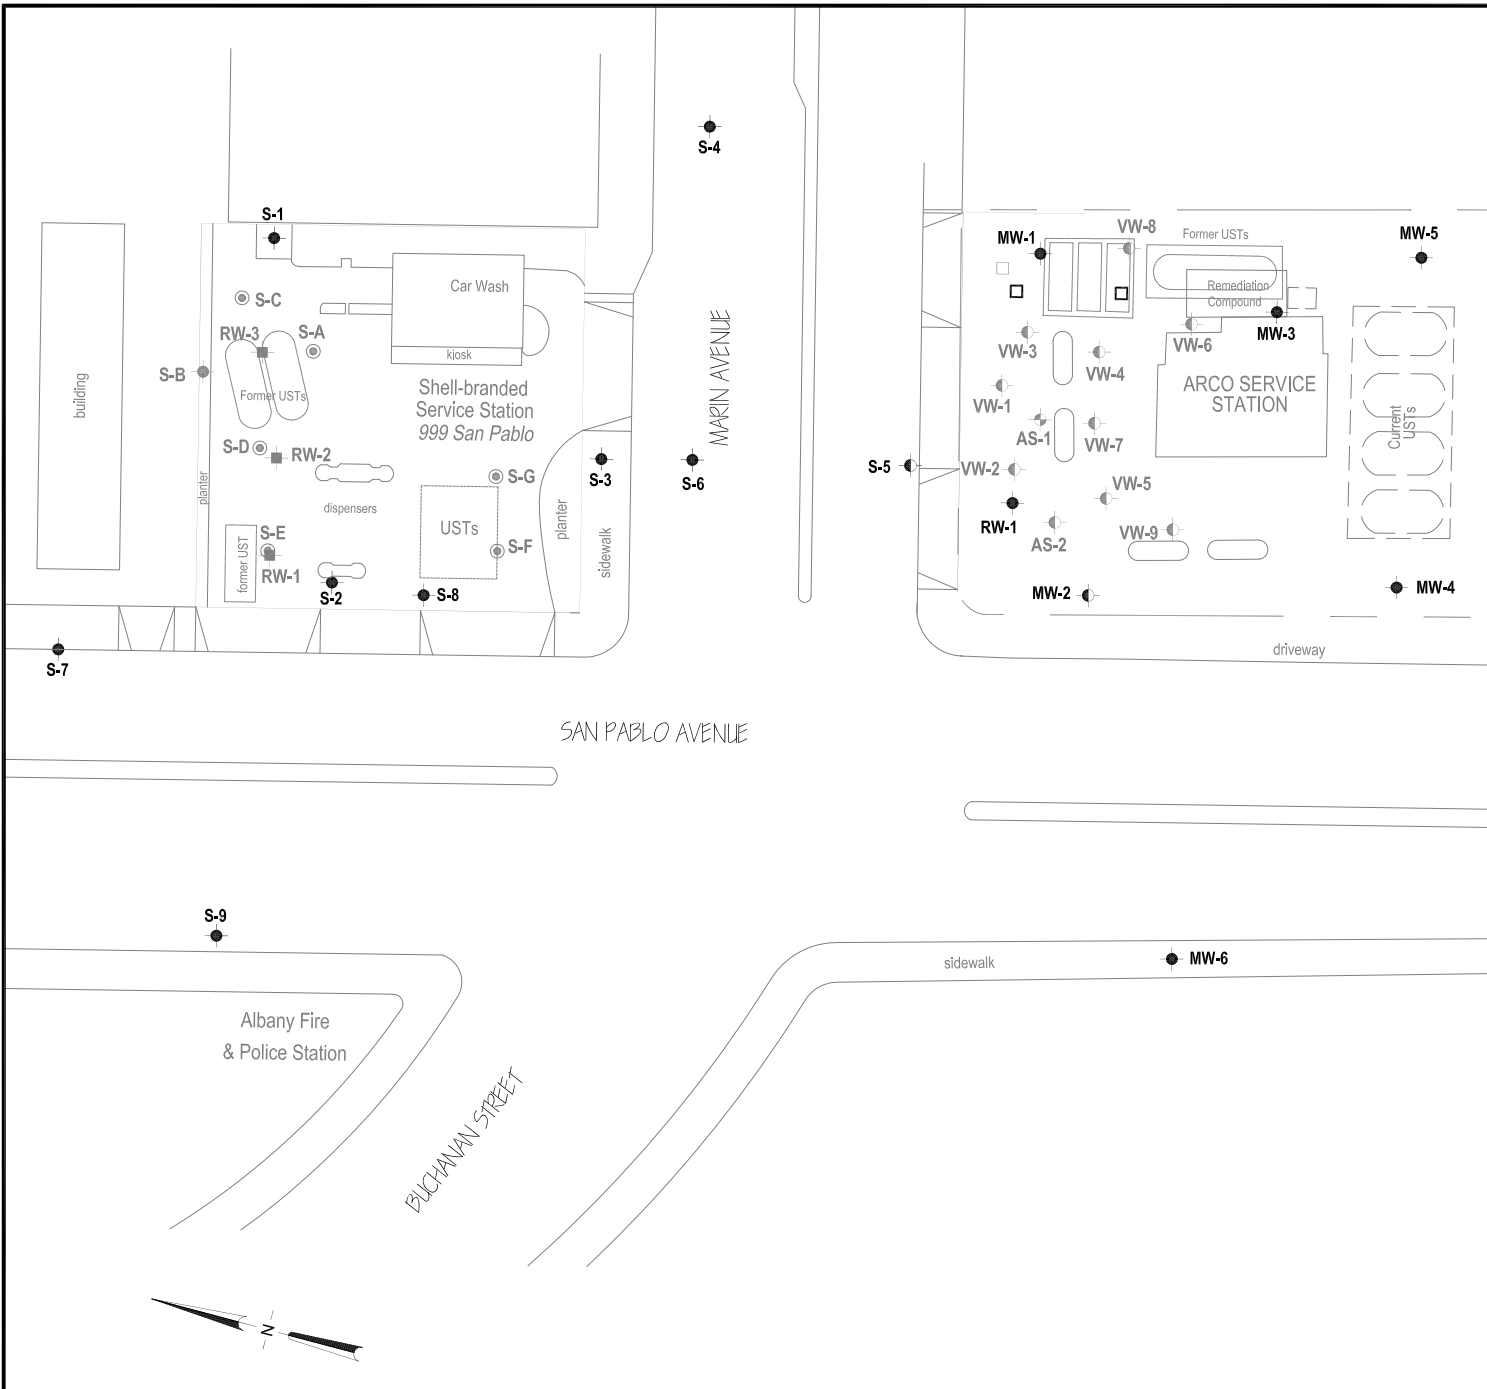 S-4
S-1
VW-8
Former USTs
MW-1
MW-5
Car Wash
Remediation
Compound
S-C
RW-3
S-A
MW-3
VW-3
VW-6
VW-4
kiosk
S-B
building
Former USTs
Shell-branded
Service Station
999 San Pablo
MARIN AVENUE
VW-1
ARCO SERVICE
STATION
AS-1
VW-7
Current
USTs
S-D
RW-2
S-G
S-3
S-6
S-5
VW-2
planter
dispensers
USTs
planter
sidewalk
VW-5
RW-1
AS-2
VW-9
S-E
former UST
RW-1
S-F
S-2
S-8
MW-2
MW-4
S-7
driveway
SAN PABLO AVENUE
S-9
sidewalk
MW-6
Albany Fire
& Police Station
BUCHANAN STREET
N